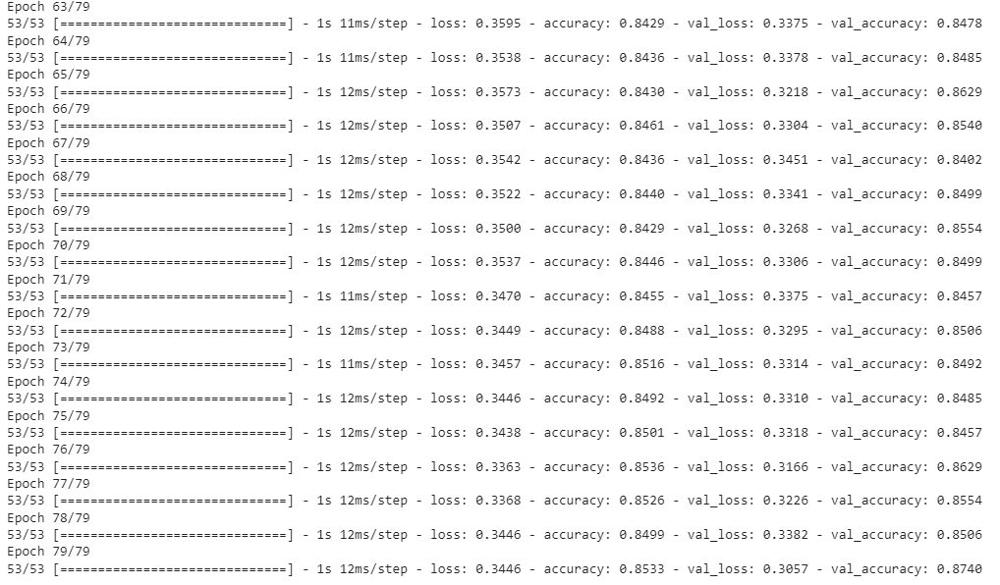 Epoch 63/79
53/53 [==============================] - 1s 11ms/step - loss: 0.3595 - accuracy: 0.8429 - val_loss: 0.3375 - val_accuracy: 0.8478
Epoch 64/79
53/53 [==============================] - 1s 11ms/step - loss: 0.3538 - accuracy: 0.8436 - val_loss: 0.3378 - val_accuracy: 0.8485
Epoch 65/79
53/53 [==============================] - 1s 12ms/step - loss: 0.3573 - accuracy: 0.8430 - val_loss: 0.3218 - val_accuracy: 0.8629
Epoch 66/79
53/53 [==============================] - 1s 12ms/step - loss: 0.3507 - accuracy: 0.8461 - val_loss: 0.3304 - val_accuracy: 0.8540
Epoch 67/79
53/53 [==============================] - 1s 12ms/step - loss: 0.3542 - accuracy: 0.8436 - val_loss: 0.3451 - val_accuracy: 0.8402
Epoch 68/79
53/53 [==============================] - 1s 12ms/step - loss: 0.3522 - accuracy: 0.8440 - val_loss: 0.3341 - val_accuracy: 0.8499
Epoch 69/79
53/53 [==============================] - 1s 12ms/step - loss: 0.3500 - accuracy: 0.8429 - val_loss: 0.3268 - val_accuracy: 0.8554
Epoch 70/79
53/53 [==============================] - 1s 12ms/step - loss: 0.3537 - accuracy: 0.8446 - val_loss: 0.3306 - val_accuracy: 0.8499
Epoch 71/79
53/53 [==============================] - 1s 11ms/step - loss: 0.3470 - accuracy: 0.8455 - val_loss: 0.3375 - val_accuracy: 0.8457
Epoch 72/79
53/53 [==============================] - 1s 12ms/step - loss: 0.3449 - accuracy: 0.8488 - val_loss: 0.3295 - val_accuracy: 0.8506
Epoch 73/79
53/53 [==============================] - 1s 11ms/step - loss: 0.3457 - accuracy: 0.8516 - val_loss: 0.3314 - val_accuracy: 0.8492
Epoch 74/79
53/53 [==============================] - 1s 12ms/step - loss: 0.3446 - accuracy: 0.8492 - val_loss: 0.3310 - val_accuracy: 0.8485
Epoch 75/79
53/53 [==============================] - 1s 12ms/step - loss: 0.3438 - accuracy: 0.8501 - val_loss: 0.3318 - val_accuracy: 0.8457
Epoch 76/79
53/53 [==============================] - 1s 12ms/step - loss: 0.3363 - accuracy: 0.8536 - val_loss: 0.3166 - val_accuracy: 0.8629
Epoch 77/79
53/53 [==============================] - 1s 12ms/step - loss: 0.3368 - accuracy: 0.8526 - val_loss: 0.3226 - val_accuracy: 0.8554
Epoch 78/79
53/53 [==============================] - 1s 12ms/step - loss: 0.3446 - accuracy: 0.8499 - val_loss: 0.3382 - val_accuracy: 0.8506
Epoch 79/79
53/53 [==============================] - 1s 12ms/step - loss: 0.3446 - accuracy: 0.8533 - val_loss: 0.3057 - val_accuracy: 0.8740